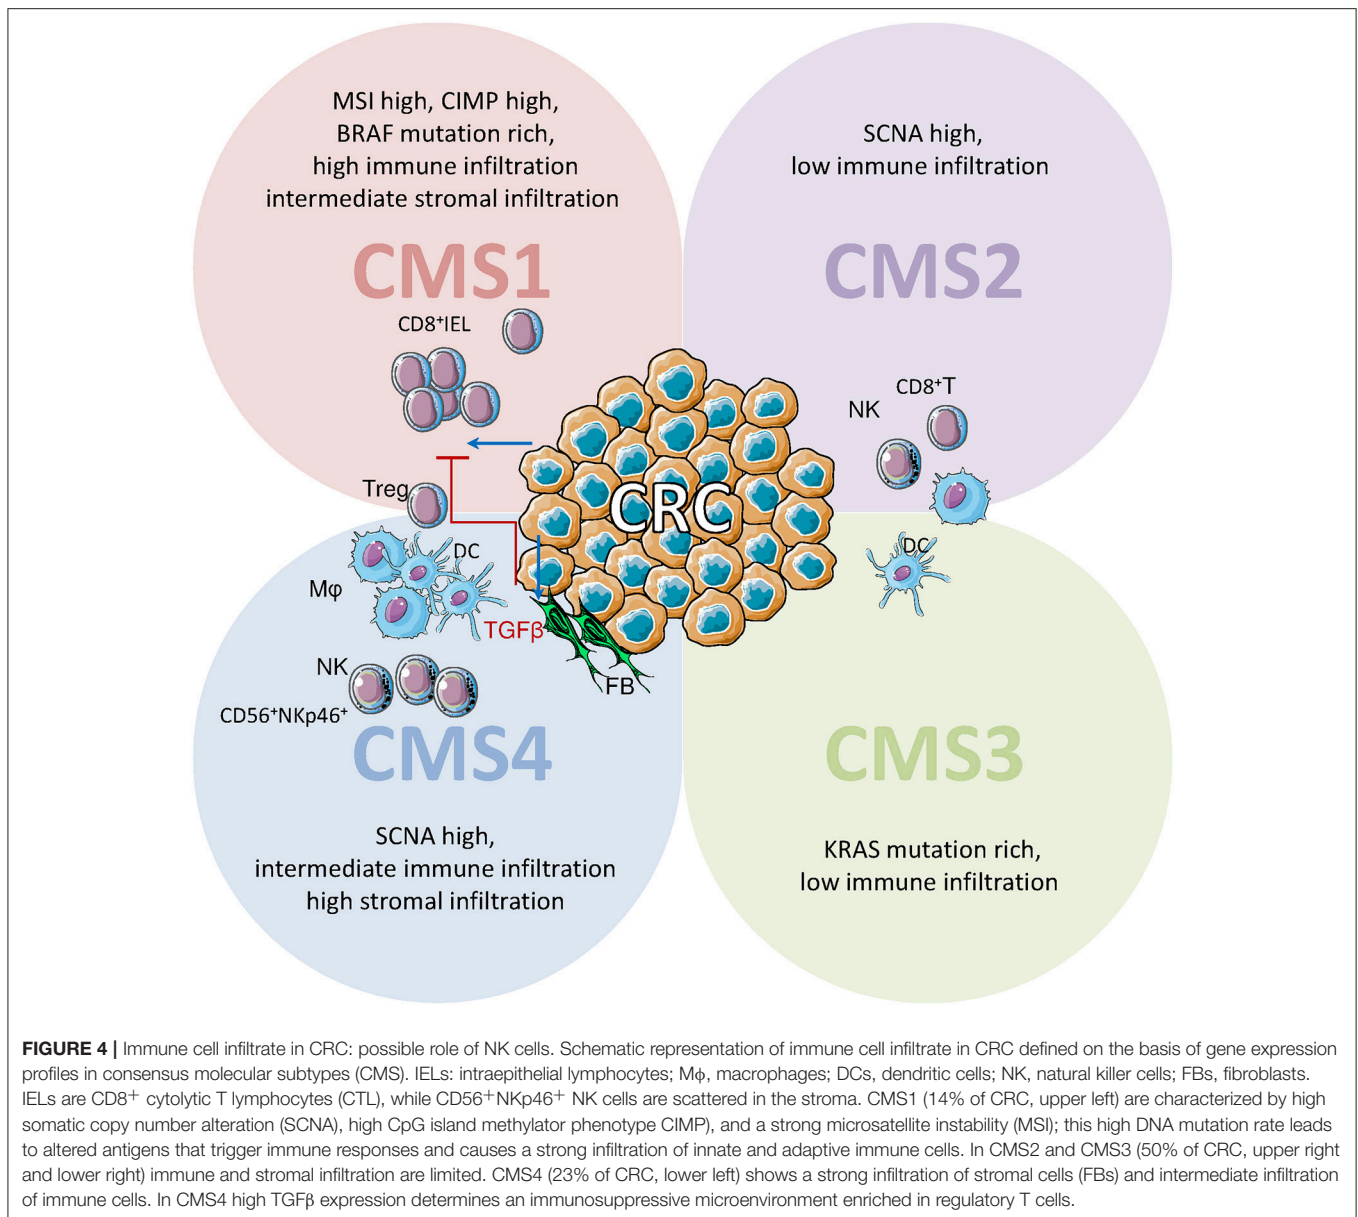 MSI high, CIMP high,
BRAF mutation rich,
high immune infiltration
intermediate stromal infiltration
CMS1
SCNA high,
low immune infiltration
CMS2
CD8⁺IEL
CD8⁺T
NK
CRC
Treg
DC
Mφ
TGFβ
FB
NK
CD56⁺NKp46⁺
DC
CMS4
SCNA high,
intermediate immune infiltration
high stromal infiltration
CMS3
KRAS mutation rich,
low immune infiltration
FIGURE 4 | Immune cell infiltrate in CRC: possible role of NK cells. Schematic representation of immune cell infiltrate in CRC defined on the basis of gene expression
profiles in consensus molecular subtypes (CMS). IELs: intraepithelial lymphocytes; Mφ, macrophages; DCs, dendritic cells; NK, natural killer cells; FBs, fibroblasts.
IELs are CD8⁺ cytolytic T lymphocytes (CTL), while CD56⁺NKp46⁺ NK cells are scattered in the stroma. CMS1 (14% of CRC, upper left) are characterized by high
somatic copy number alteration (SCNA), high CpG island methylator phenotype CIMP), and a strong microsatellite instability (MSI); this high DNA mutation rate leads
to altered antigens that trigger immune responses and causes a strong infiltration of innate and adaptive immune cells. In CMS2 and CMS3 (50% of CRC, upper right
and lower right) immune and stromal infiltration are limited. CMS4 (23% of CRC, lower left) shows a strong infiltration of stromal cells (FBs) and intermediate infiltration
of immune cells. In CMS4 high TGFβ expression determines an immunosuppressive microenvironment enriched in regulatory T cells.